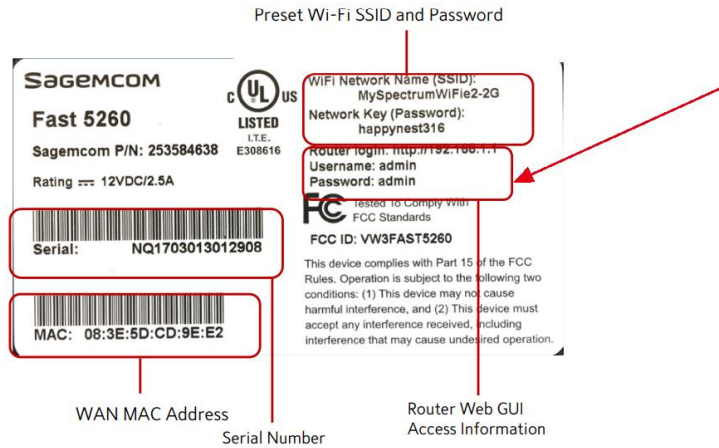 Preset Wi-Fi SSID and Password
SAGEMCOM
Fast 5260
Sagemcom P/N: 253584638
Rating 12VDC/2.5A
C UL US
LISTED
I.T.E.
E308616
WiFi Network Name (SSID):
MySpectrumWiFie2-2G
Network Key (Password):
happynest316
Router login: http://192.168.1.1
Username: admin
Password: admin
FC Tested To Comply With
FCC Standards
FCC ID: VW3FAST5260
Serial: NQ1703013012908
MAC: 08:3E:5D:CD:9E:E2
This device complies with Part 15 of the FCC
Rules. Operation is subject to the following two
conditions: (1) This device may not cause
harmful interference, and (2) This device must
accept any interference received, including
interference that may cause undesired operation.
WAN MAC Address
Serial Number
Router Web GUI
Access Information